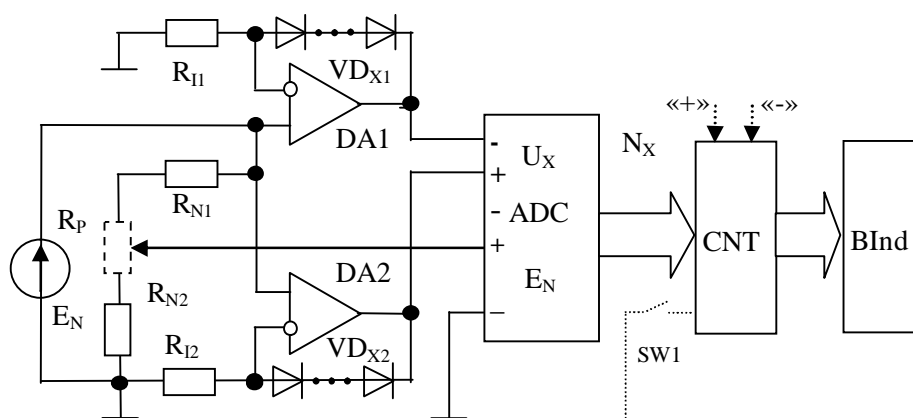 R_I1
VD_X1
DA1
«+»
«-»
N_X
-
U_X
+
R_N1
R_P
-
ADC
+
CNT
BInd
DA2
E_N
R_N2
E_N
–
R_I2
VD_X2
SW1